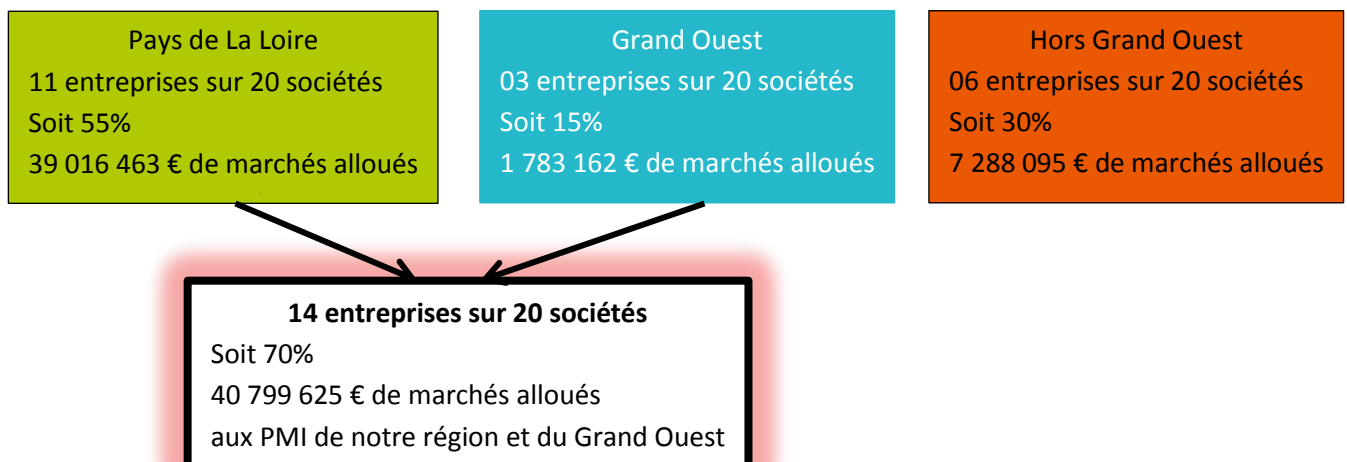 Pays de La Loire
11 entreprises sur 20 sociétés
Soit 55%
39 016 463 € de marchés alloués
Grand Ouest
03 entreprises sur 20 sociétés
Soit 15%
1 783 162 € de marchés alloués
Hors Grand Ouest
06 entreprises sur 20 sociétés
Soit 30%
7 288 095 € de marchés alloués
14 entreprises sur 20 sociétés
Soit 70%
40 799 625 € de marchés alloués
aux PMI de notre région et du Grand Ouest